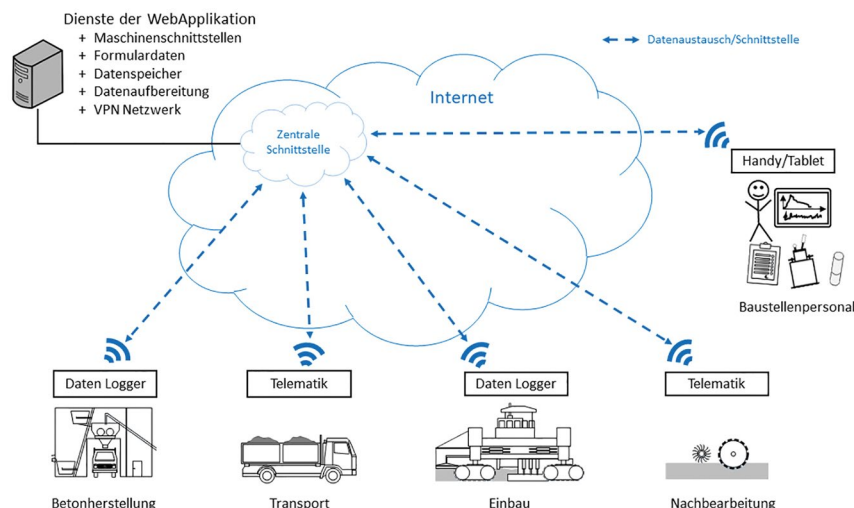 Dienste der WebApplikation
+ Maschinenschnittstellen
+ Formulardaten
+ Datenspeicher
+ Datenaufbereitung
+ VPN Netzwerk
Datenaustausch/Schnittstelle
Internet
Zentrale
Schnittstelle
Handy/Tablet
Baustellenpersonal
Daten Logger
Telematik
Daten Logger
Telematik
Betonherstellung
Transport
Einbau
Nachbearbeitung